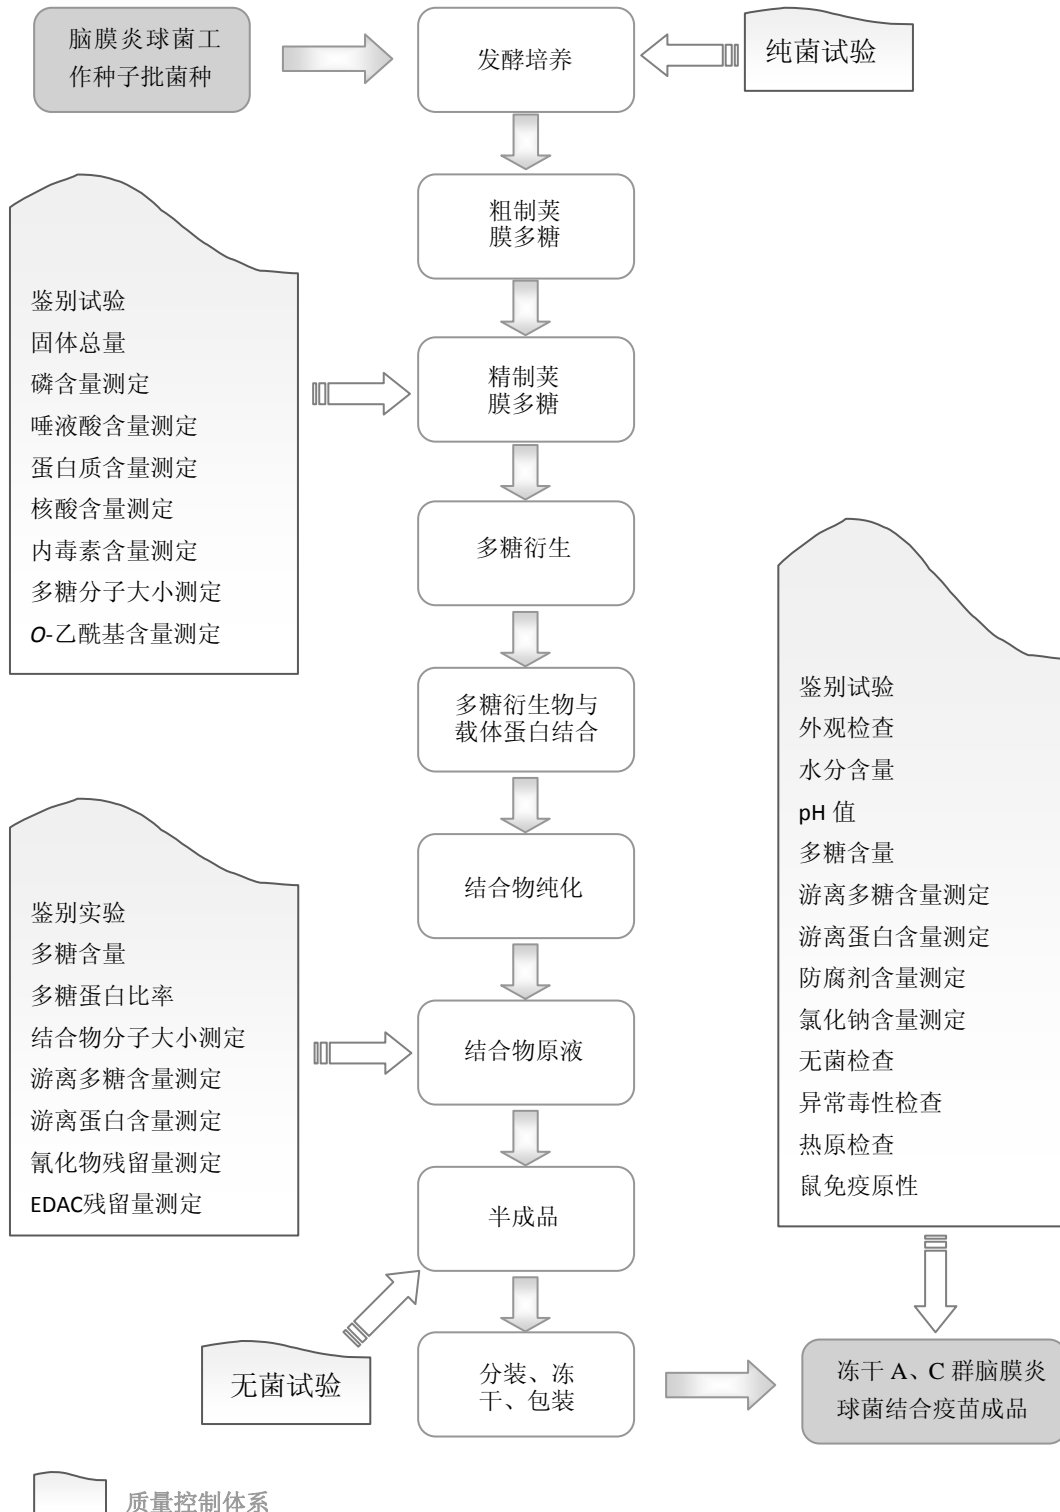 脑膜炎球菌工
作种子批菌种
发酵培养
纯菌试验
粗制荚
膜多糖
鉴别试验
固体总量
磷含量测定
唾液酸含量测定
蛋白质含量测定
核酸含量测定
内毒素含量测定
多糖分子大小测定
O-乙酰基含量测定
精制荚
膜多糖
多糖衍生
多糖衍生物与
载体蛋白结合
结合物纯化
鉴别实验
多糖含量
多糖蛋白比率
结合物分子大小测定
游离多糖含量测定
游离蛋白含量测定
氰化物残留量测定
EDAC残留量测定
结合物原液
半成品
无菌试验
分装、冻
干、包装
鉴别试验
外观检查
水分含量
pH 值
多糖含量
游离多糖含量测定
游离蛋白含量测定
防腐剂含量测定
氯化钠含量测定
无菌检查
异常毒性检查
热原检查
鼠免疫原性
冻干 A、C 群脑膜炎
球菌结合疫苗成品
质量控制体系